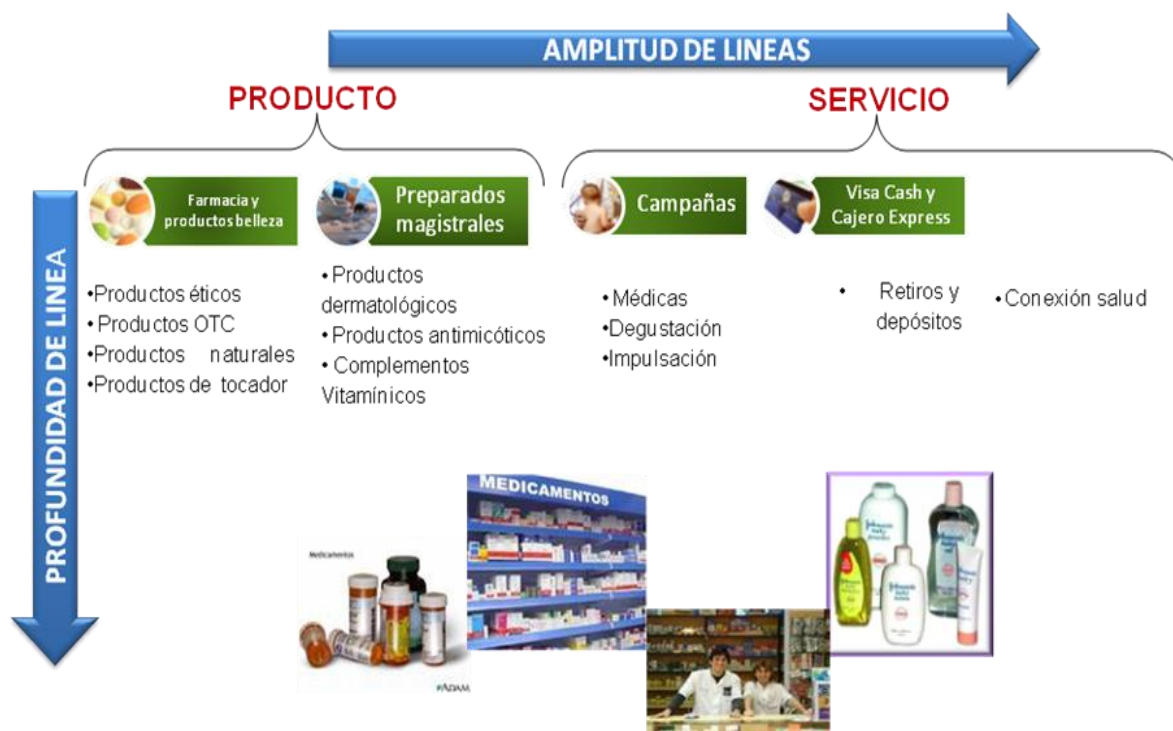 AMPLITUD DE LINEAS
PRODUCTO
SERVICIO
PROFUNDIDAD DE LINEA
Farmacia y
productos belleza
•Productos éticos
•Productos OTC
•Productos naturales
•Productos de tocador
Preparados
magistrales
• Productos
dermatológicos
•Productos antimicóticos
• Complementos
Vitamínicos
Campañas
•Médicas
•Degustación
•Impulsación
Visa Cash y
Cajero Express
• Retiros y
depósitos
•Conexión salud
Medicamentos
ADAM
MEDICAMENTOS